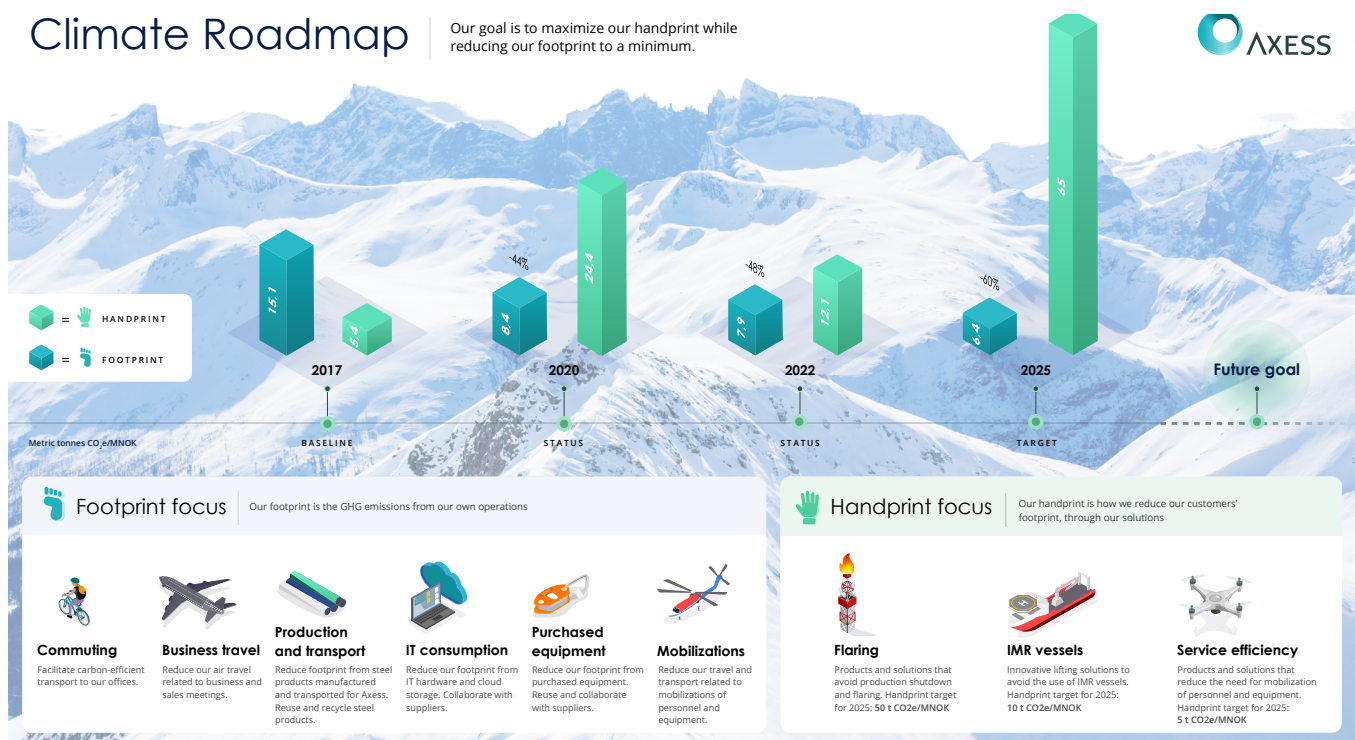 Climate Roadmap
Our goal is to maximize our handprint while
reducing our footprint to a minimum.
AXESS
= HANDPRINT
= FOOTPRINT
15.1
5.4
2017
BASELINE
-44%
8.4
24.4
2020
STATUS
-48%
7.9
12.1
2022
STATUS
-60%
6.4
65
2025
TARGET
Future goal
Metric tonnes CO2e/MNOK
Footprint focus
Our footprint is the GHG emissions from our own operations
Commuting
Facilitate carbon-efficient
transport to our offices.
Business travel
Reduce our air travel
related to business and
sales meetings.
Production
and transport
Reduce footprint from steel
products manufactured
and transported for Axess.
Reuse and recycle steel
products.
IT consumption
Reduce our footprint from
IT hardware and cloud
storage. Collaborate with
suppliers.
Purchased
equipment
Reduce our footprint from
purchased equipment.
Reuse and collaborate
with suppliers.
Mobilizations
Reduce our travel and
transport related to
mobilizations of
personnel and
equipment.
Handprint focus
Our handprint is how we reduce our customers’
footprint, through our solutions
Flaring
Products and solutions that
avoid production shutdown
and flaring. Handprint target
for 2025: 50 t CO2e/MNOK
H
IMR vessels
Innovative lifting solutions to
avoid the use of IMR vessels.
Handprint target for 2025:
10 t CO2e/MNOK
Service efficiency
Products and solutions that
reduce the need for mobilization
of personnel and equipment.
Handprint target for 2025:
5 t CO2e/MNOK